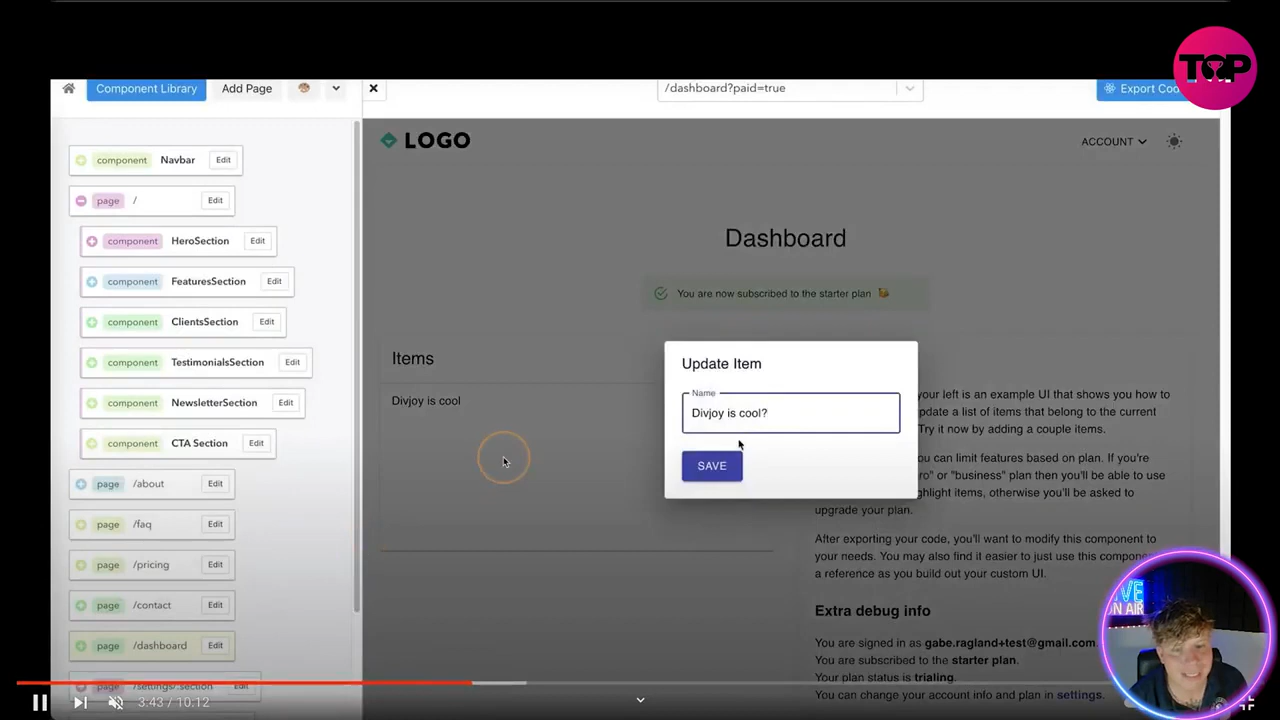 TOP
Component Library
Add Page
/dashboard?paid=true
Export Cod
component Navbar Edit
page / Edit
component HeroSection Edit
component FeaturesSection Edit
component ClientsSection Edit
component TestimonialsSection Edit
component NewsletterSection Edit
component CTA Section Edit
page /about Edit
page /faq Edit
page /pricing Edit
page /contact Edit
page /dashboard Edit
page /settings/:section Edit
LOGO
ACCOUNT
Dashboard
You are now subscribed to the starter plan
Items
Divjoy is cool
Update Item
Name
Divjoy is cool?
SAVE
your left is an example UI that shows you how to
pdate a list of items that belong to the current
Try it now by adding a couple items.
ou can limit features based on plan. If you're
ro" or "business" plan then you'll be able to use
ghlight items, otherwise you'll be asked to
upgrade your plan.
After exporting your code, you'll want to modify this component to
your needs. You may also find it easier to just use this compone
a reference as you build out your custom UI.
Extra debug info
You are signed in as gabe.ragland+test@gmail.com.
You are subscribed to the starter plan.
Your plan status is trialing.
You can change your account info and plan in settings.
ON AIR
3:43 / 10:12